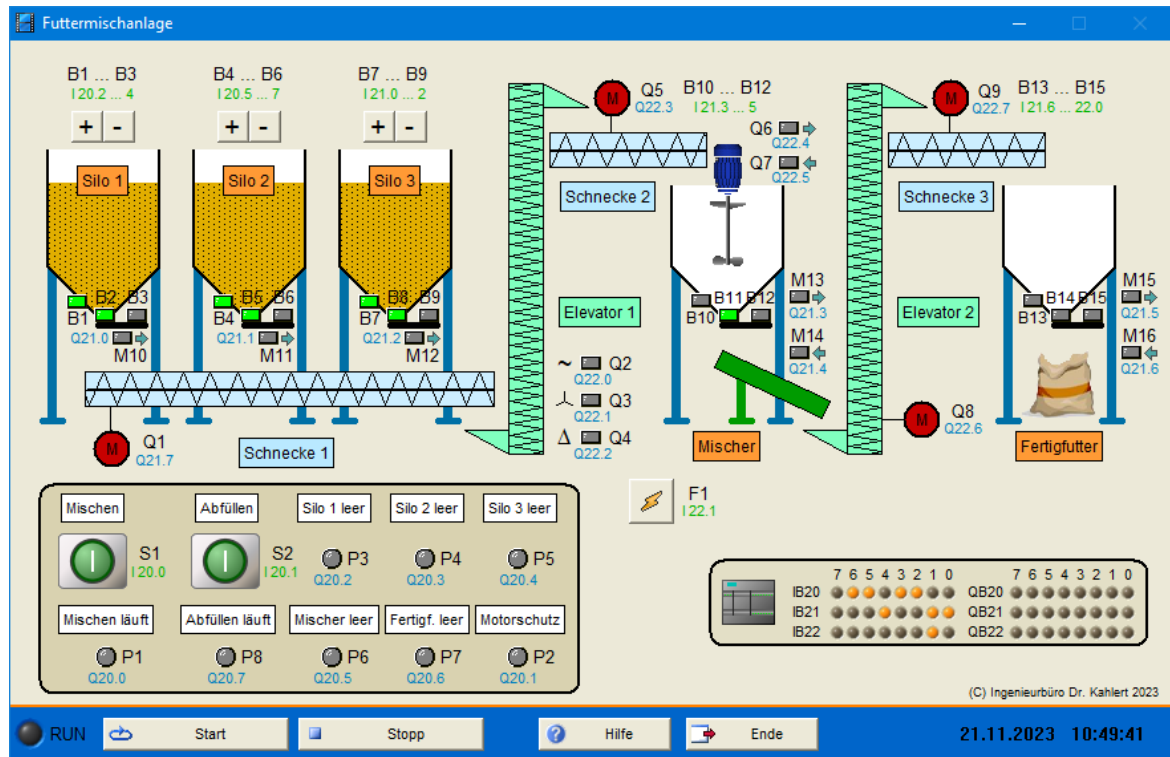 Futtermischanlage
B1 ... B3
I 20.2 ... 4
+ -
B4 ... B6
I 20.5 ... 7
+ -
B7 ... B9
I 21.0 ... 2
+ -
M
Q5
Q22.3
B10 ... B12
I 21.3 ... 5
M
Q9
Q22.7
B13 ... B15
I 21.6 ... 22.0
Q6
Q22.4
Q7
Q22.5
Silo 1
Silo 2
Silo 3
Schnecke 2
Schnecke 3
B2 B3
B1
Q21.0
M10
B5 B6
B4
Q21.1
M11
B8 B9
B7
Q21.2
M12
Elevator 1
B11 B12
B10
M13
Q21.3
M14
Q21.4
Elevator 2
B14 B15
B13
M15
Q21.5
M16
Q21.6
~ Q2
Q22.0
Q3
Q22.1
Δ Q4
Q22.2
M
Q1
Q21.7
Schnecke 1
Mischer
M
Q8
Q22.6
Fertigfutter
F1
I 22.1
Mischen
Abfüllen
Silo 1 leer
Silo 2 leer
Silo 3 leer
S1
I 20.0
S2
I 20.1
P3
Q20.2
P4
Q20.3
P5
Q20.4
Mischen läuft
Abfüllen läuft
Mischer leer
Fertigf. leer
Motorschutz
P1
Q20.0
P8
Q20.7
P6
Q20.5
P7
Q20.6
P2
Q20.1
7 6 5 4 3 2 1 0 7 6 5 4 3 2 1 0
IB20 QB20
IB21 QB21
IB22 QB22
(C) Ingenieurbüro Dr. Kahlert 2023
RUN
Start
Stopp
Hilfe
Ende
21.11.2023 10:49:41